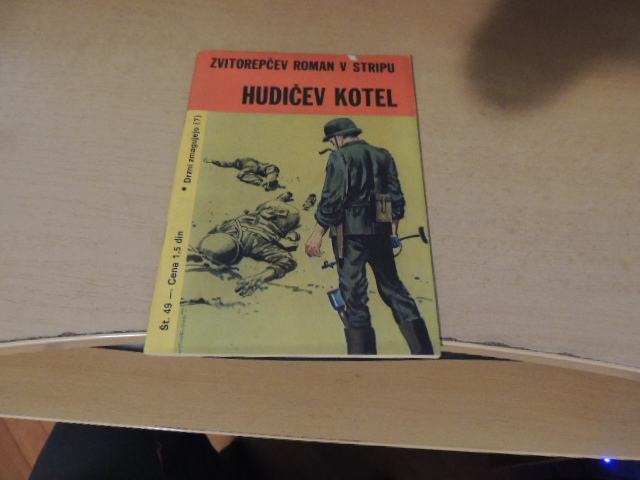 ZVITOREPČEV ROMAN V STRIPU
HUDIČEV KOTEL
Št. 49 — Cena 1.5 din • Drzni zmagujejo (7)